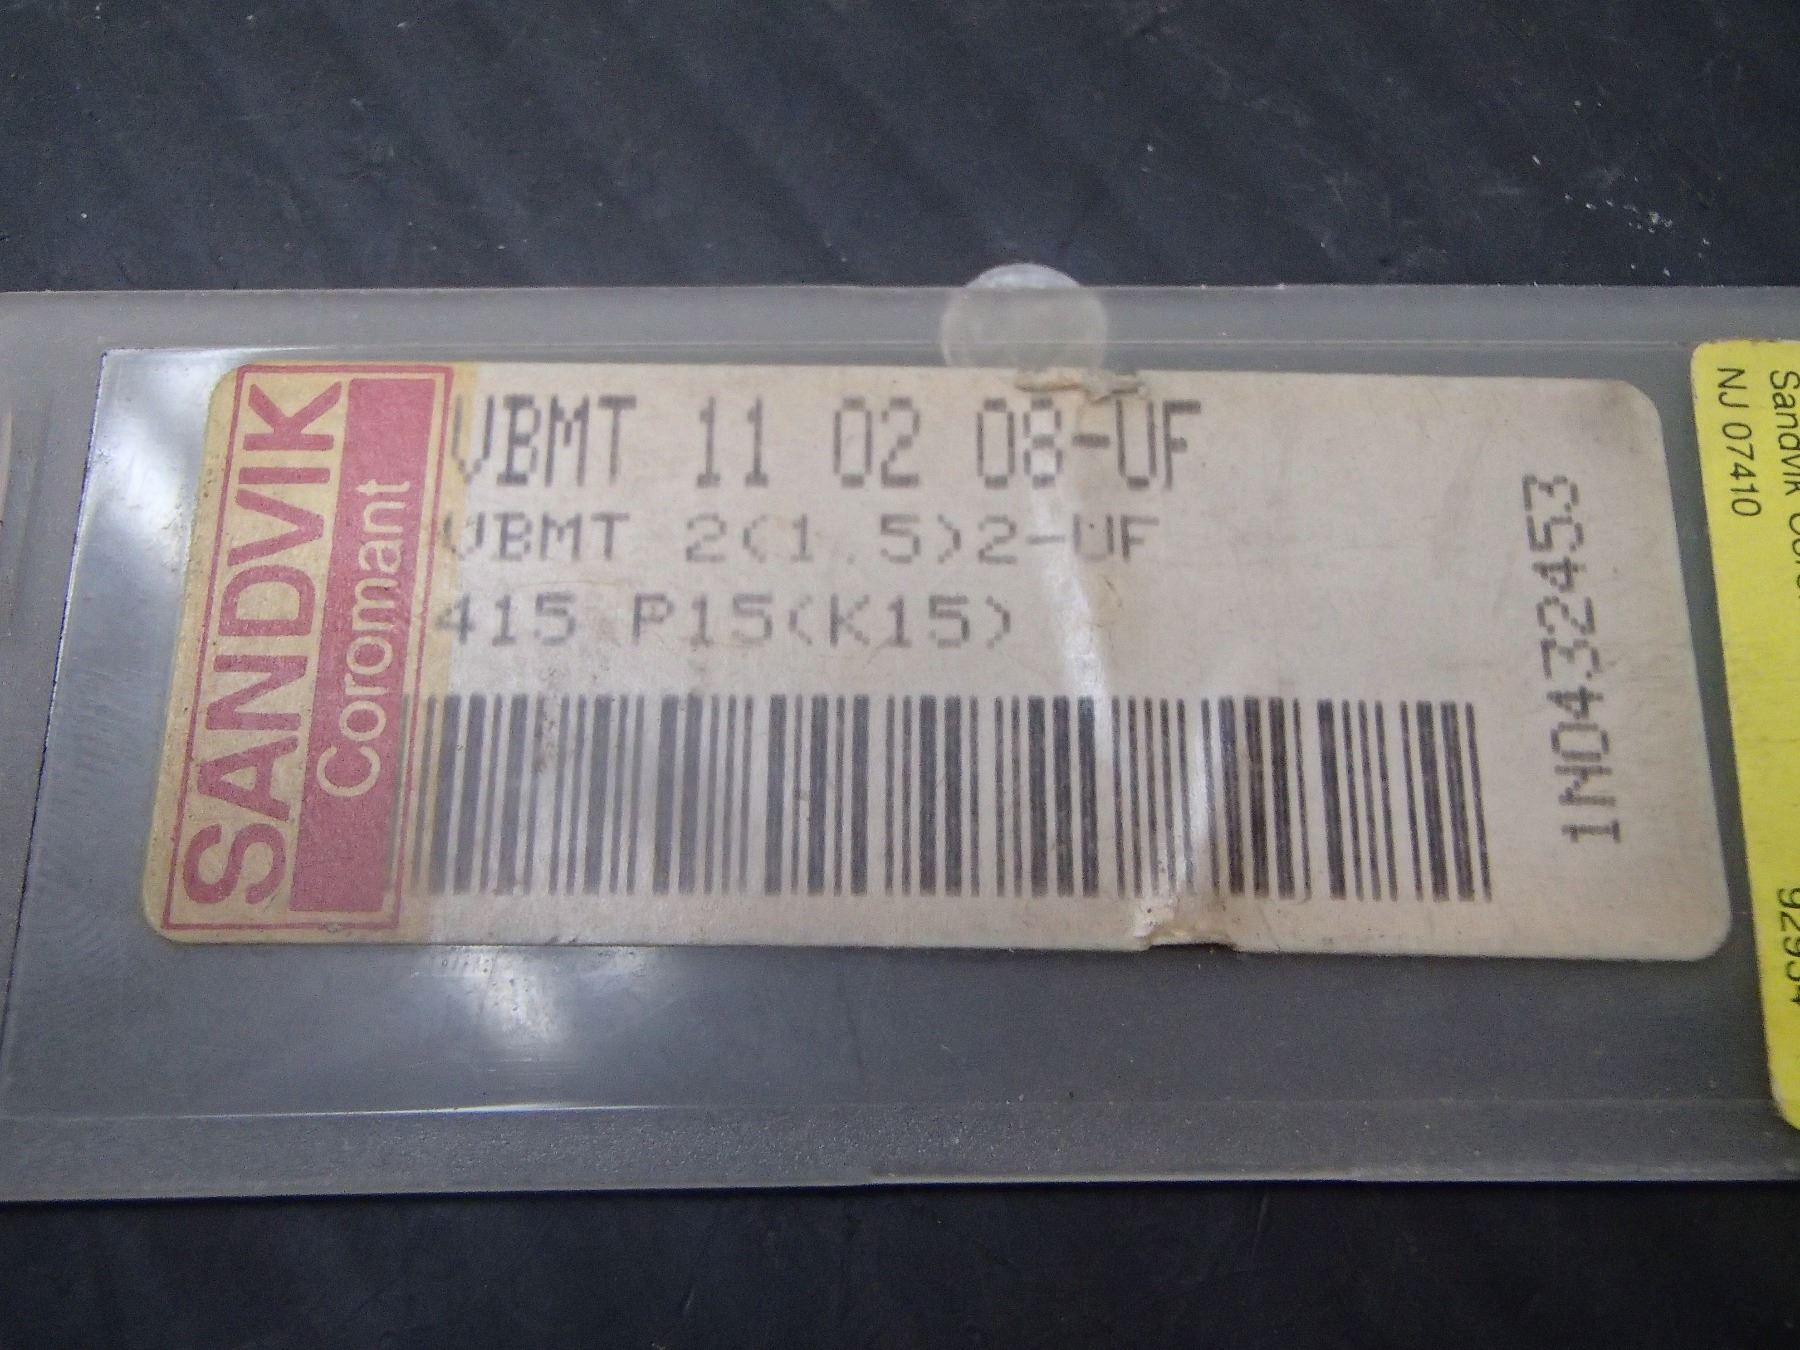 SANDVIK
Coromant
VBMT 11 02 08-UF
VBMT 2(1.5)2-UF
415 P15(K15)
1N0432453
Sandvik
NJ 07410
92954